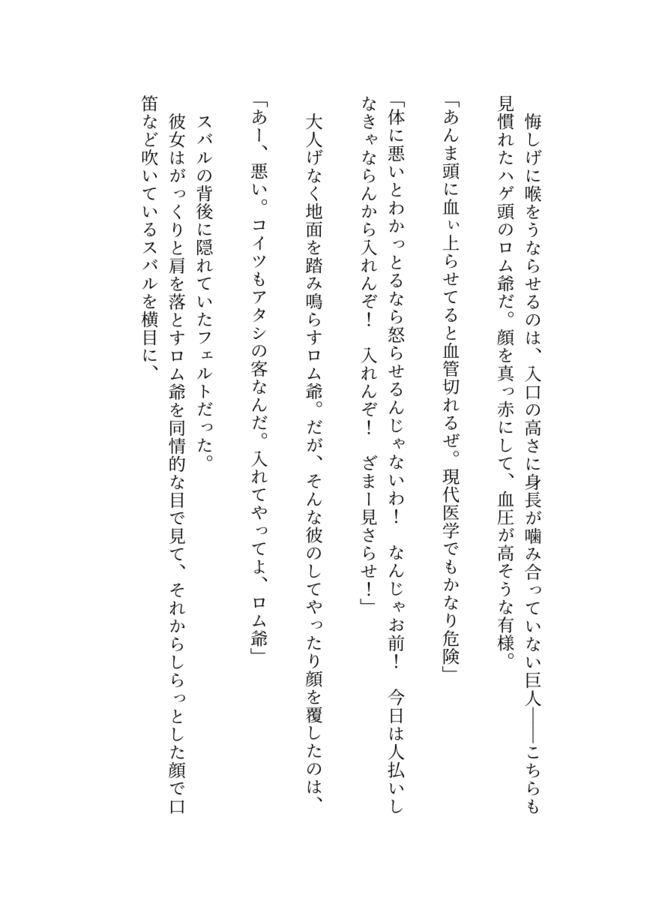 悔しげに喉をうならせるのは、入口の高さに身長が噛み合っていない巨人――こちらも
見慣れたハゲ頭のロム爺だ。顔を真っ赤にして、血圧が高そうな有様。
「あんま頭に血ぃ上らせてると血管切れるぜ。現代医学でもかなり危険」
「体に悪いとわかっとるなら怒らせるんじゃないわ！　なんじゃお前！　今日は人払いし
なきゃならんから入れんぞ！　入れんぞ！　ざまー見さらせ！」
大人げなく地面を踏み鳴らすロム爺。だが、そんな彼のしてやったり顔を覆したのは、
「あー、悪い。コイツもアタシの客なんだ。入れてやってよ、ロム爺」
スバルの背後に隠れていたフェルトだった。
彼女はがっくりと肩を落とすロム爺を同情的な目で見て、それからしらっとした顔で口
笛など吹いているスバルを横目に、